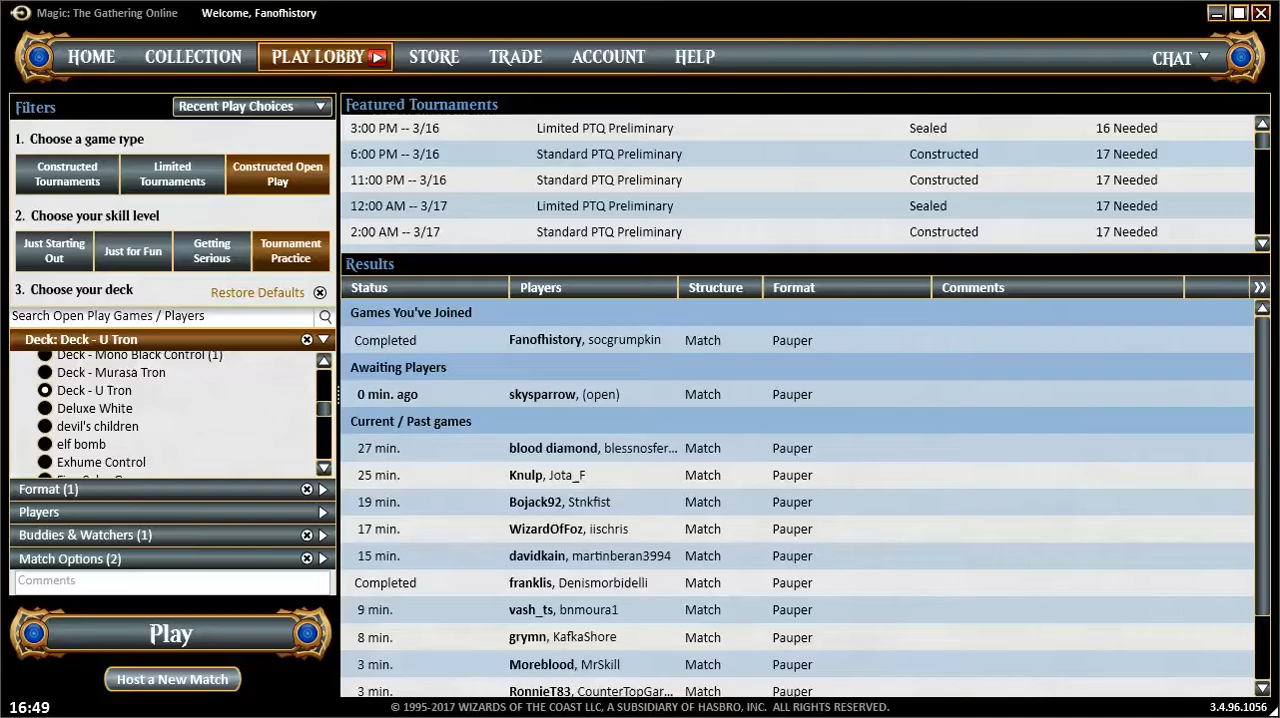 Magic: The Gathering Online Welcome, Fanofhistory
HOME COLLECTION PLAY LOBBY STORE TRADE ACCOUNT HELP CHAT
Filters Recent Play Choices
1. Choose a game type
Constructed Tournaments Limited Tournaments Constructed Open Play
2. Choose your skill level
Just Starting Out Just for Fun Getting Serious Tournament Practice
3. Choose your deck Restore Defaults
Search Open Play Games / Players
Deck: Deck - U Tron
Deck - Mono Black Control (1)
Deck - Murasa Tron
Deck - U Tron
Deluxe White
devil's children
elf bomb
Exhume Control
Format (1)
Players
Buddies & Watchers (1)
Match Options (2)
Comments
Play
Host a New Match
16:49
Featured Tournaments
3:00 PM -- 3/16 Limited PTQ Preliminary Sealed 16 Needed
6:00 PM -- 3/16 Standard PTQ Preliminary Constructed 17 Needed
11:00 PM -- 3/16 Standard PTQ Preliminary Constructed 17 Needed
12:00 AM -- 3/17 Limited PTQ Preliminary Sealed 17 Needed
2:00 AM -- 3/17 Standard PTQ Preliminary Constructed 17 Needed
Results
Status Players Structure Format Comments
Games You've Joined
Completed Fanofhistory, socgrumpkin Match Pauper
Awaiting Players
0 min. ago skysparrow, (open) Match Pauper
Current / Past games
27 min. blood diamond, blessnosfer... Match Pauper
25 min. Knulp, Jota_F Match Pauper
19 min. Bojack92, Stnkfist Match Pauper
17 min. WizardOfFoz, iischris Match Pauper
15 min. davidkain, martinberan3994 Match Pauper
Completed franklis, Denismorbidelli Match Pauper
9 min. vash_ts, bnmoura1 Match Pauper
8 min. grymn, KafkaShore Match Pauper
3 min. Moreblood, MrSkill Match Pauper
3 min. RonnieT83, CounterTopGar... Match Pauper
© 1995-2017 WIZARDS OF THE COAST LLC, A SUBSIDIARY OF HASBRO, INC. ALL RIGHTS RESERVED.
3.4.96.1056